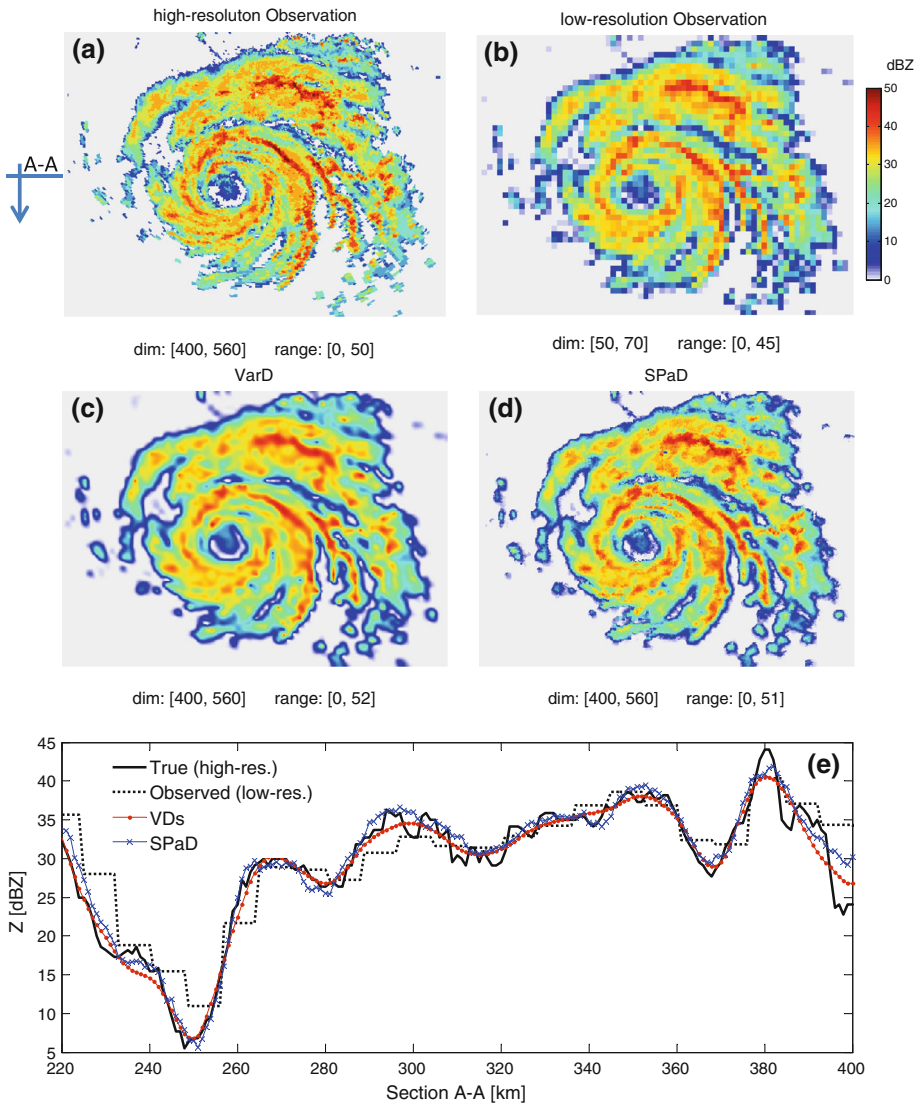 high-resoluton Observation
low-resolution Observation
(a)
(b)
dBZ
50
40
30
20
10
0
A-A
dim: [400, 560] range: [0, 50]
dim: [50, 70] range: [0, 45]
VarD
SPaD
(c)
(d)
dim: [400, 560] range: [0, 52]
dim: [400, 560] range: [0, 51]
(e)
True (high-res.)
Observed (low-res.)
VDs
SPaD
Z [dBZ]
45
40
35
30
25
20
15
10
5
220 240 260 280 300 320 340 360 380 400
Section A-A [km]